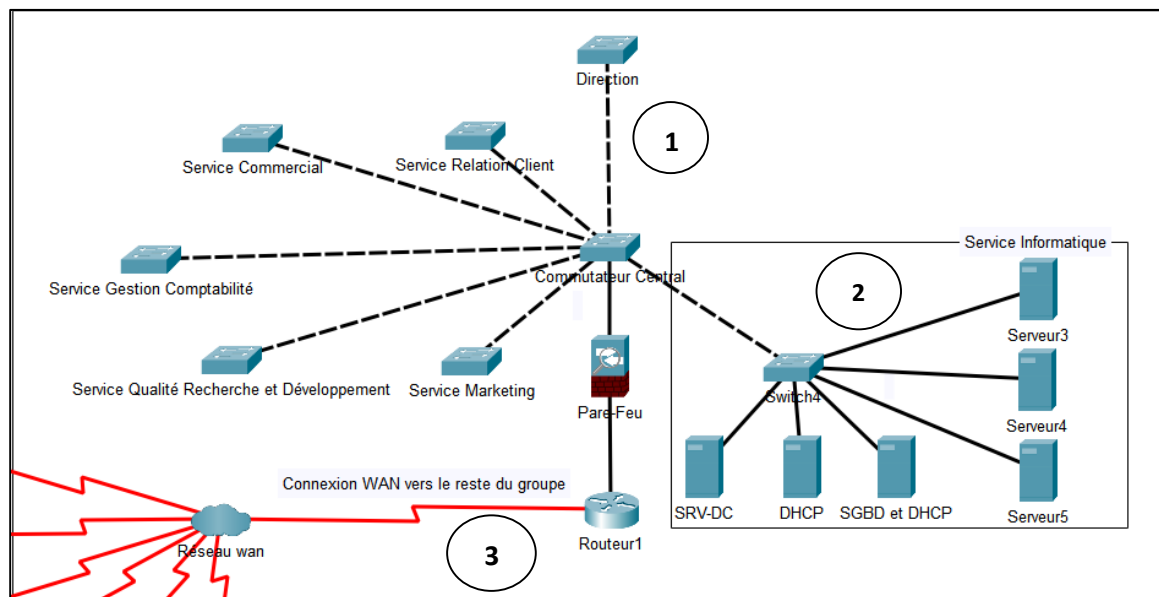 Direction
1
Service Commercial
Service Relation Client
Service Informatique
Commutateur Central
2
Service Gestion Comptabilité
Serveur3
Service Qualité Recherche et Développement
Service Marketing
Pare-Feu
Switch4
Serveur4
Connexion WAN vers le reste du groupe
SRV-DC
DHCP
SGBD et DHCP
Serveur5
Réseau wan
3
Routeur1